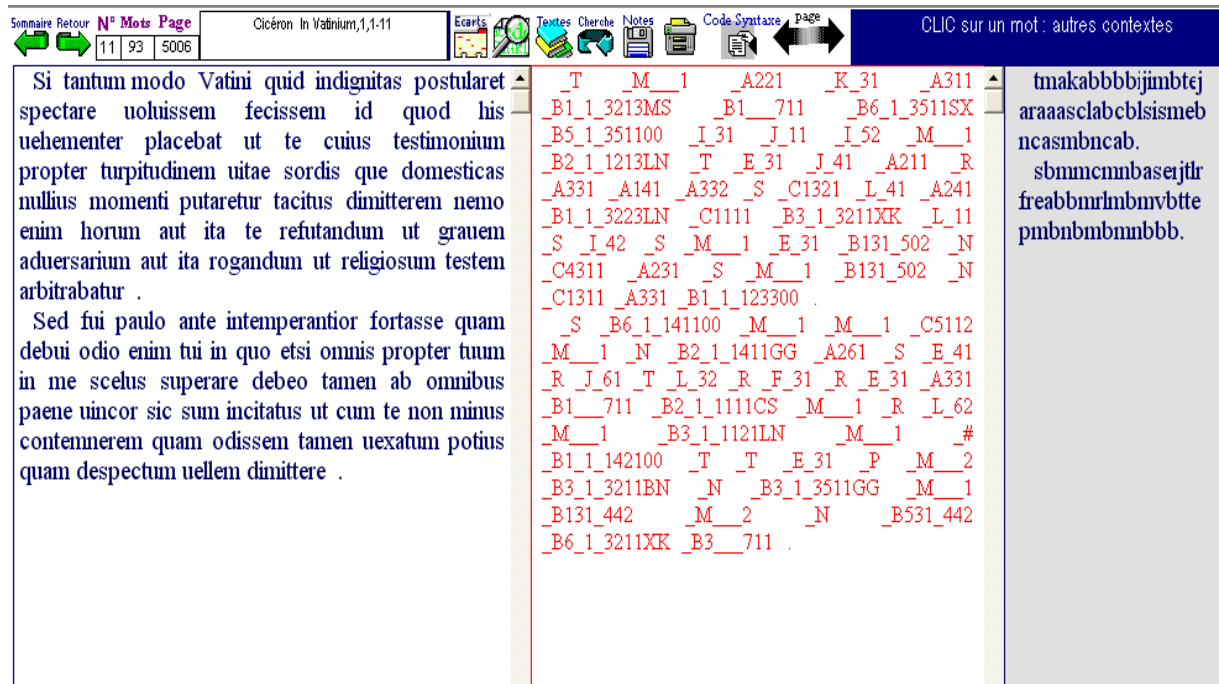 Sommaire Retour N° Mots Page
11 93 5006
Cicéron In Vatinium,1,1-11
Ecarts Textes Cherche Notes Code Syntaxe page
CLIC sur un mot : autres contextes
Si tantum modo Vatini quid indignitas postularet
spectare uoluissem fecissem id quod his
uehementer placebat ut te cuius testimonium
propter turpitudinem uitae sordis que domesticas
nullius momenti putaretur tacitus dimitterem nemo
enim horum aut ita te refutandum ut grauem
aduersarium aut ita rogandum ut religiosum testem
arbitrabatur .
Sed fui paulo ante intemperantior fortasse quam
debui odio enim tui in quo etsi omnis propter tuum
in me scelus superare debeo tamen ab omnibus
paene uincor sic sum incitatus ut cum te non minus
contemnerem quam odissem tamen uexatum potius
quam despectum uellem dimittere .
_T _M__1 _A221 _K_31 _A311
_B1_1_3213MS _B1___711 _B6_1_3511SX
_B5_1_351100 _I_31 _J_11 _I_52 _M__1
_B2_1_1213LN _T _E_31 _J_41 _A211 _R
_A331 _A141 _A332 _S _C1321 _L_41 _A241
_B1_1_3223LN _C1111 _B3_1_3211XK _L_11
_S _I_42 _S _M__1 _E_31 _B131_502 _N
_C4311 _A231 _S _M__1 _B131_502 _N
_C1311 _A331 _B1_1_123300 .
_S _B6_1_141100 _M__1 _M__1 _C5112
_M__1 _N _B2_1_1411GG _A261 _S _E_41
_R _J_61 _T _L_32 _R _F_31 _R _E_31 _A331
_B1___711 _B2_1_1111CS _M__1 _R _L_62
_M__1 _B3_1_1121LN _M__1 _#
_B1_1_142100 _T _T _E_31 _P _M__2
_B3_1_3211BN _N _B3_1_3511GG _M__1
_B131_442 _M__2 _N _B531_442
_B6_1_3211XK _B3___711 .
tmakabbbbijimbtej
araaasclabcblsismeb
ncasmbncab.
sbmmcmnbaserjtlr
freabbmrlmbmvbtte
pmbnbmbmnbbb.